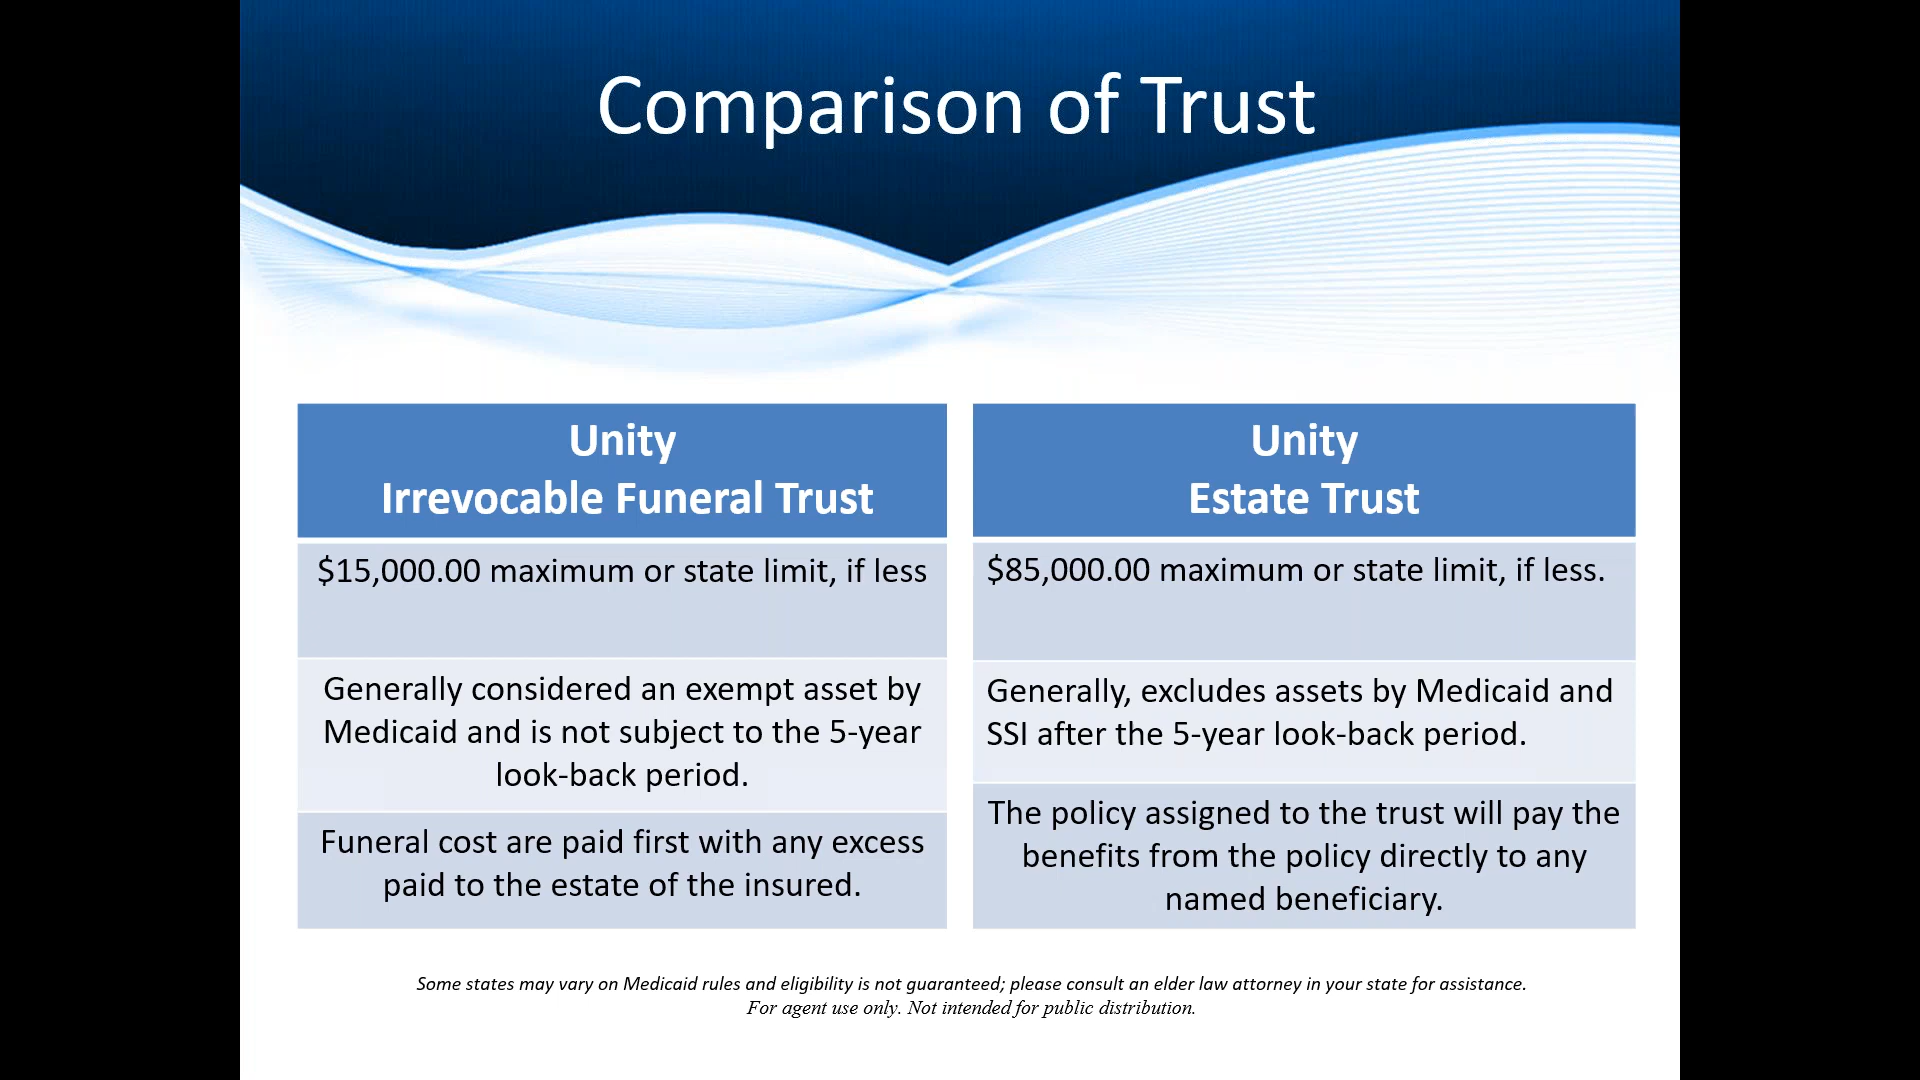 Comparison of Trust
Unity
Irrevocable Funeral Trust
$15,000.00 maximum or state limit, if less
Generally considered an exempt asset by
Medicaid and is not subject to the 5-year
look-back period.
Funeral cost are paid first with any excess
paid to the estate of the insured.
Unity
Estate Trust
$85,000.00 maximum or state limit, if less.
Generally, excludes assets by Medicaid and
SSI after the 5-year look-back period.
The policy assigned to the trust will pay the
benefits from the policy directly to any
named beneficiary.
Some states may vary on Medicaid rules and eligibility is not guaranteed; please consult an elder law attorney in your state for assistance.
For agent use only. Not intended for public distribution.